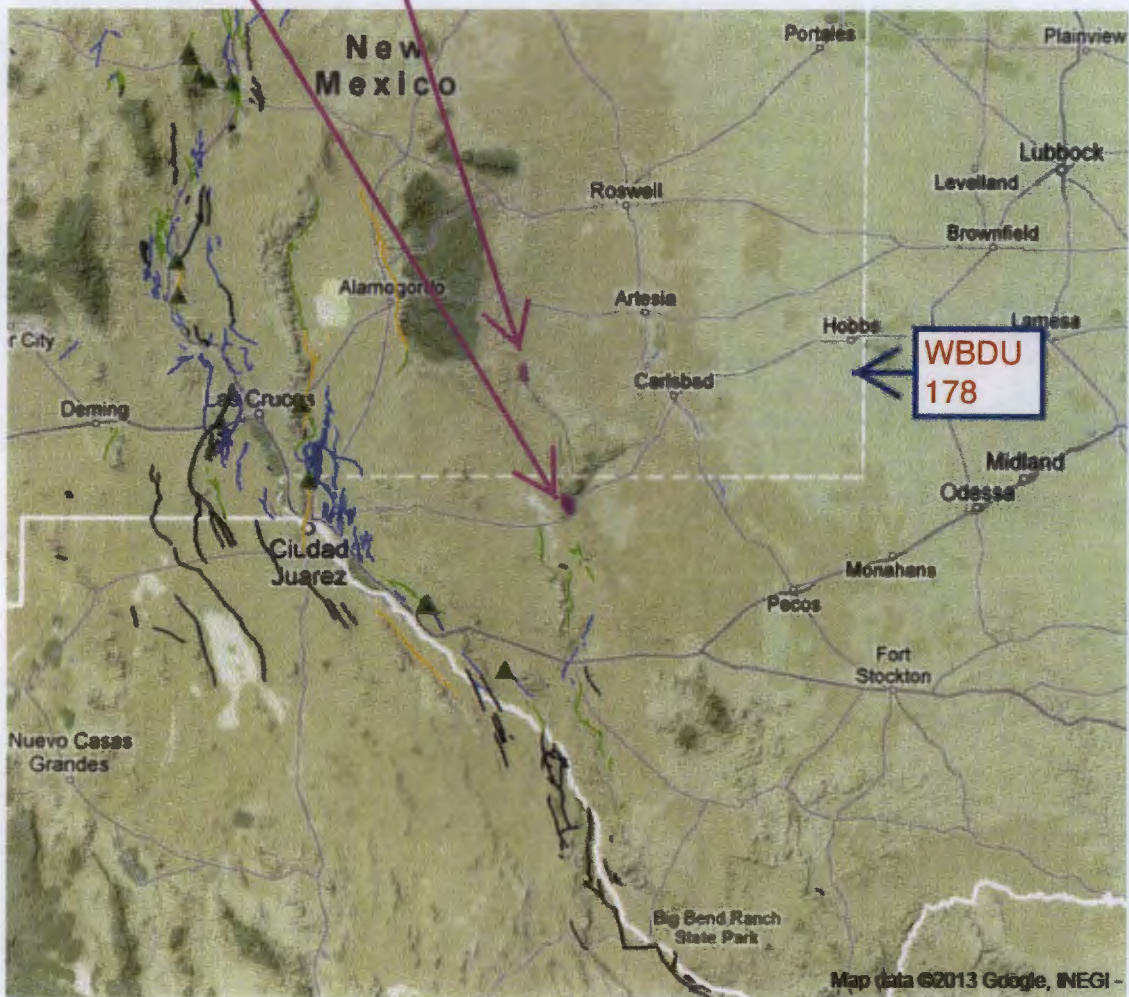 New
Mexico
Portales
Plainview
Lubbock
Levelland
Roswell
Brownfield
Alamogordo
Artesia
Hobbs
Lamesa
r City
WBDU
178
Carlsbad
Las Cruces
Deming
Midland
Odessa
Ciudad
Juarez
Monahans
Pecos
Fort
Stockton
Nuevo Casas
Grandes
Big Bend Ranch
State Park
Map data ©2013 Google, INEGI -